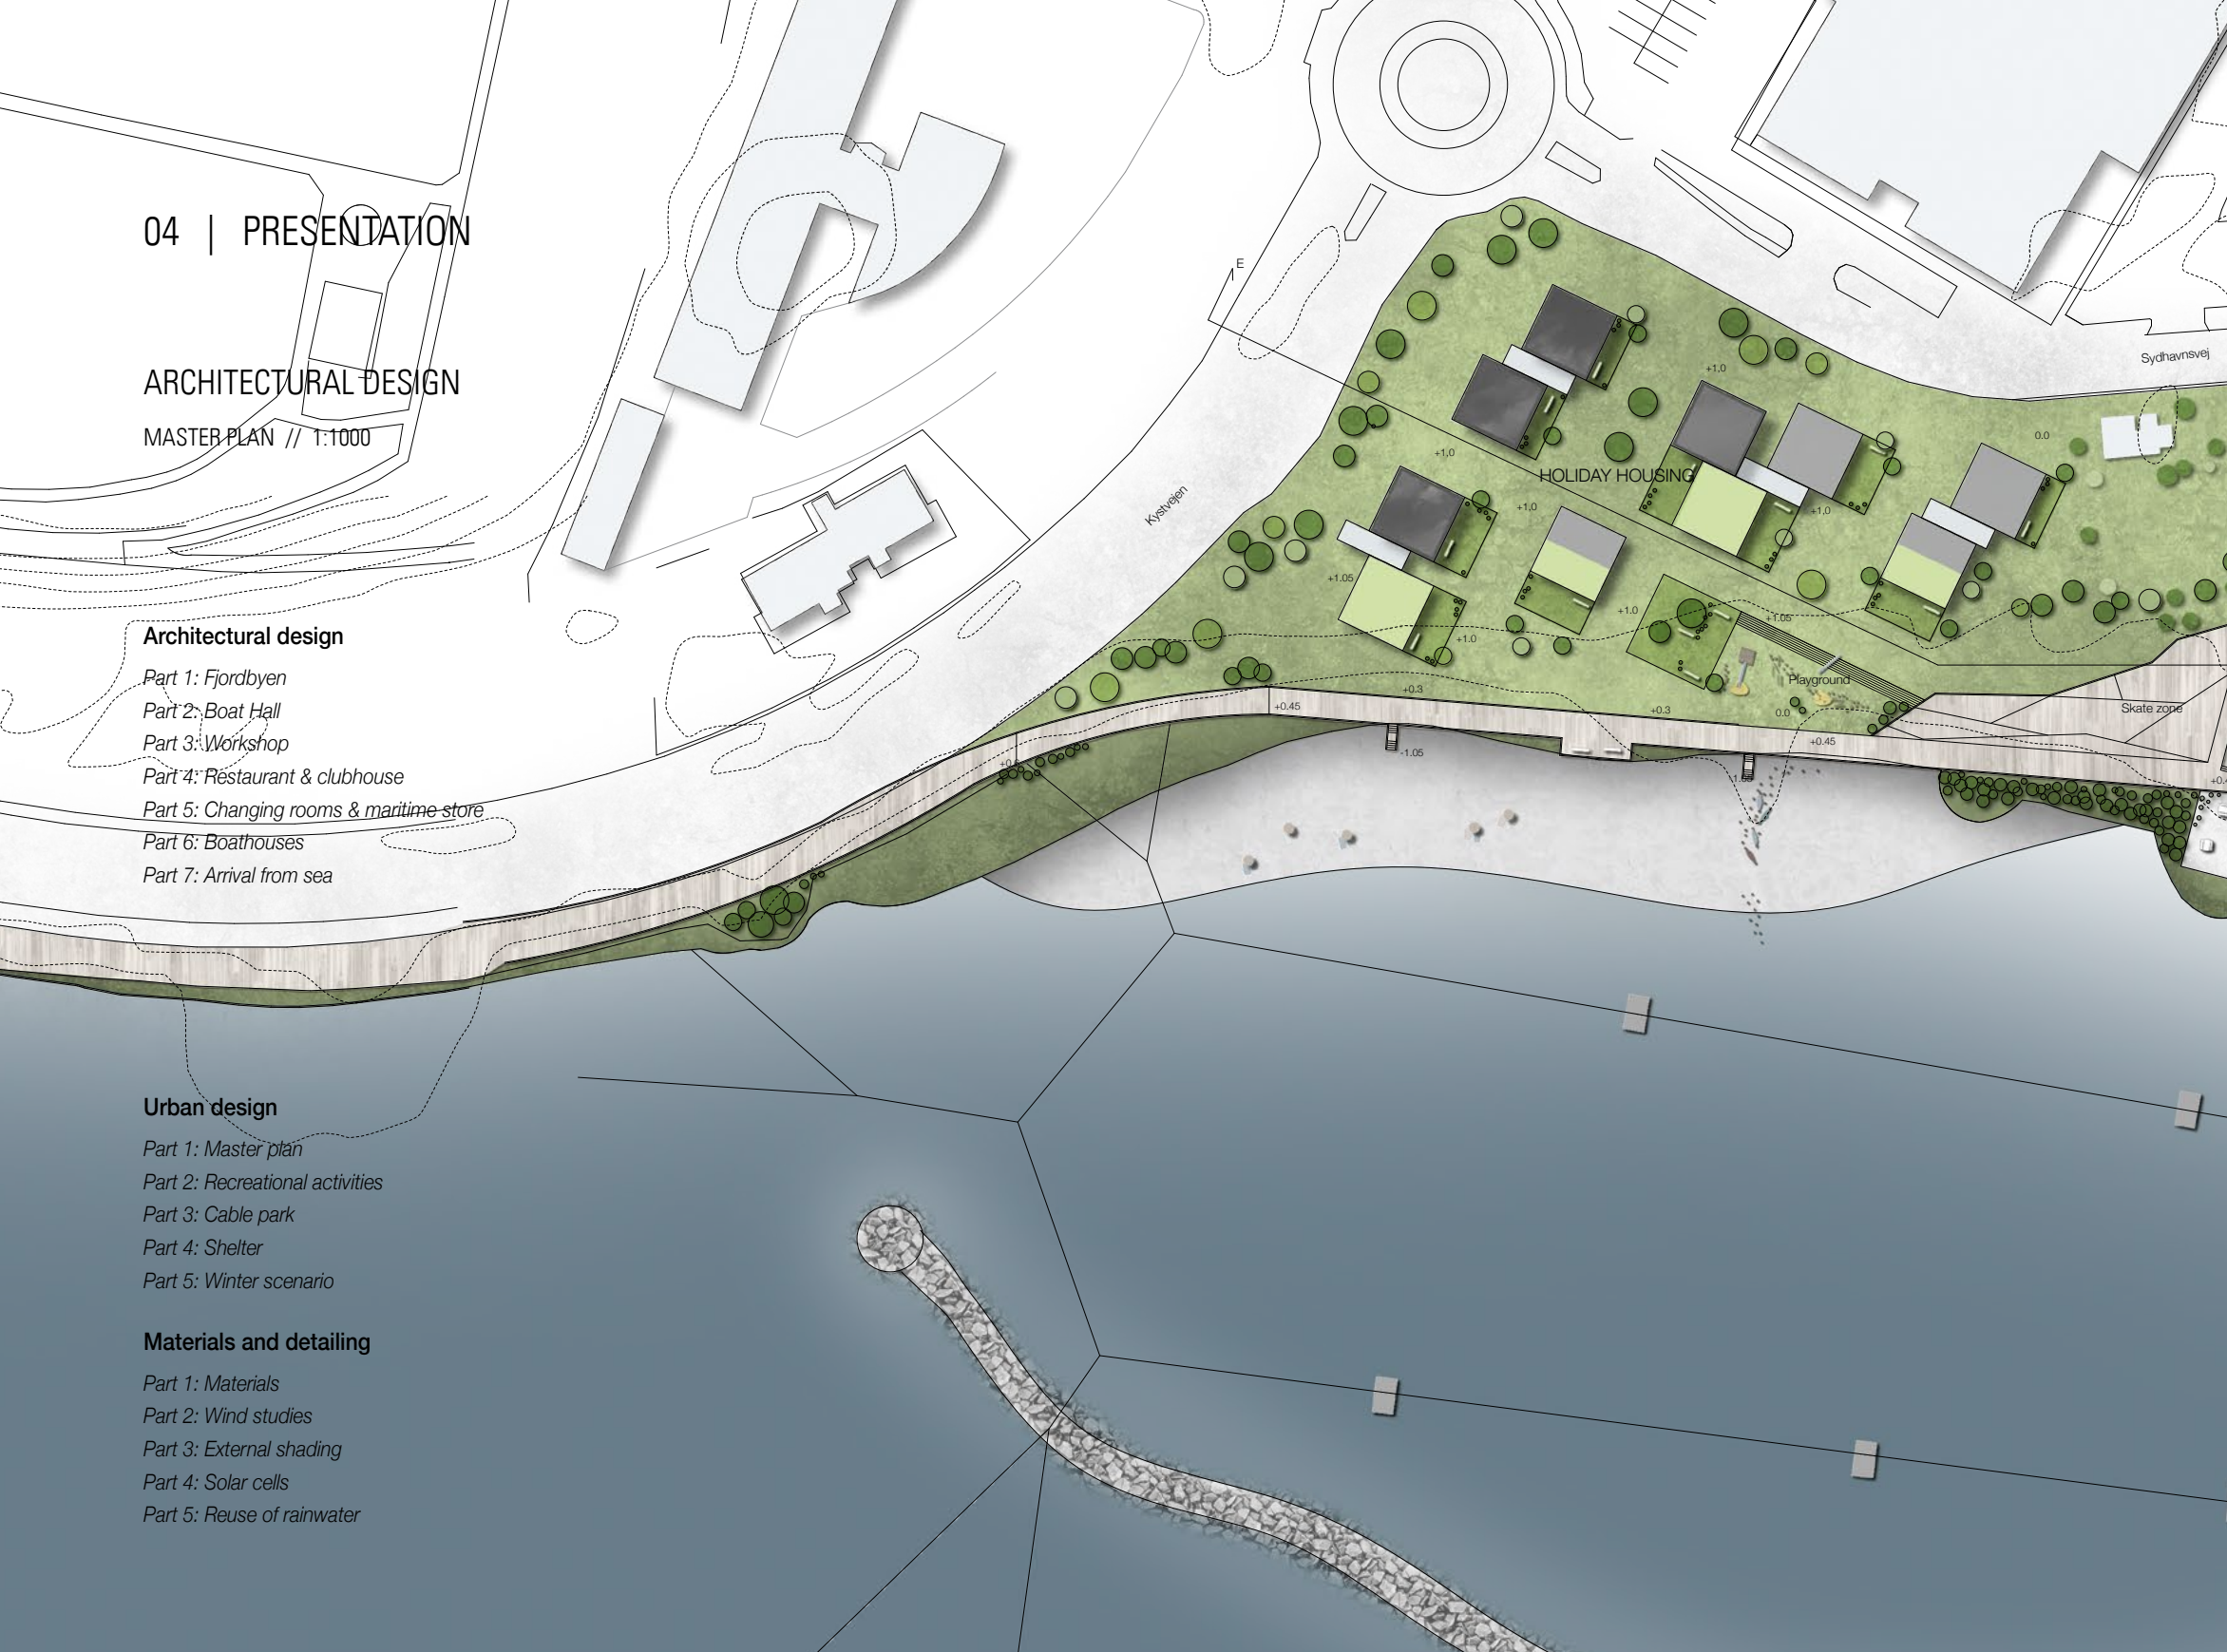 04 | PRESENTATION
ARCHITECTURAL DESIGN
MASTER PLAN // 1:1000
Architectural design
Part 1: Fjordbyen
Part 2: Boat Hall
Part 3: Workshop
Part 4: Restaurant & clubhouse
Part 5: Changing rooms & maritime store
Part 6: Boathouses
Part 7: Arrival from sea
Urban design
Part 1: Master plan
Part 2: Recreational activities
Part 3: Cable park
Part 4: Shelter
Part 5: Winter scenario
Materials and detailing
Part 1: Materials
Part 2: Wind studies
Part 3: External shading
Part 4: Solar cells
Part 5: Reuse of rainwater
E
Kystvejen
Sydhavnsvej
+1,0
0.0
+1,0
HOLIDAY HOUSING
+1,0
+1,0
+1.05
+1.0
+1.05
+1.0
Playground
+0.3
+0.45
+0.3
0.0
Skate zone
+0.45
-1.05